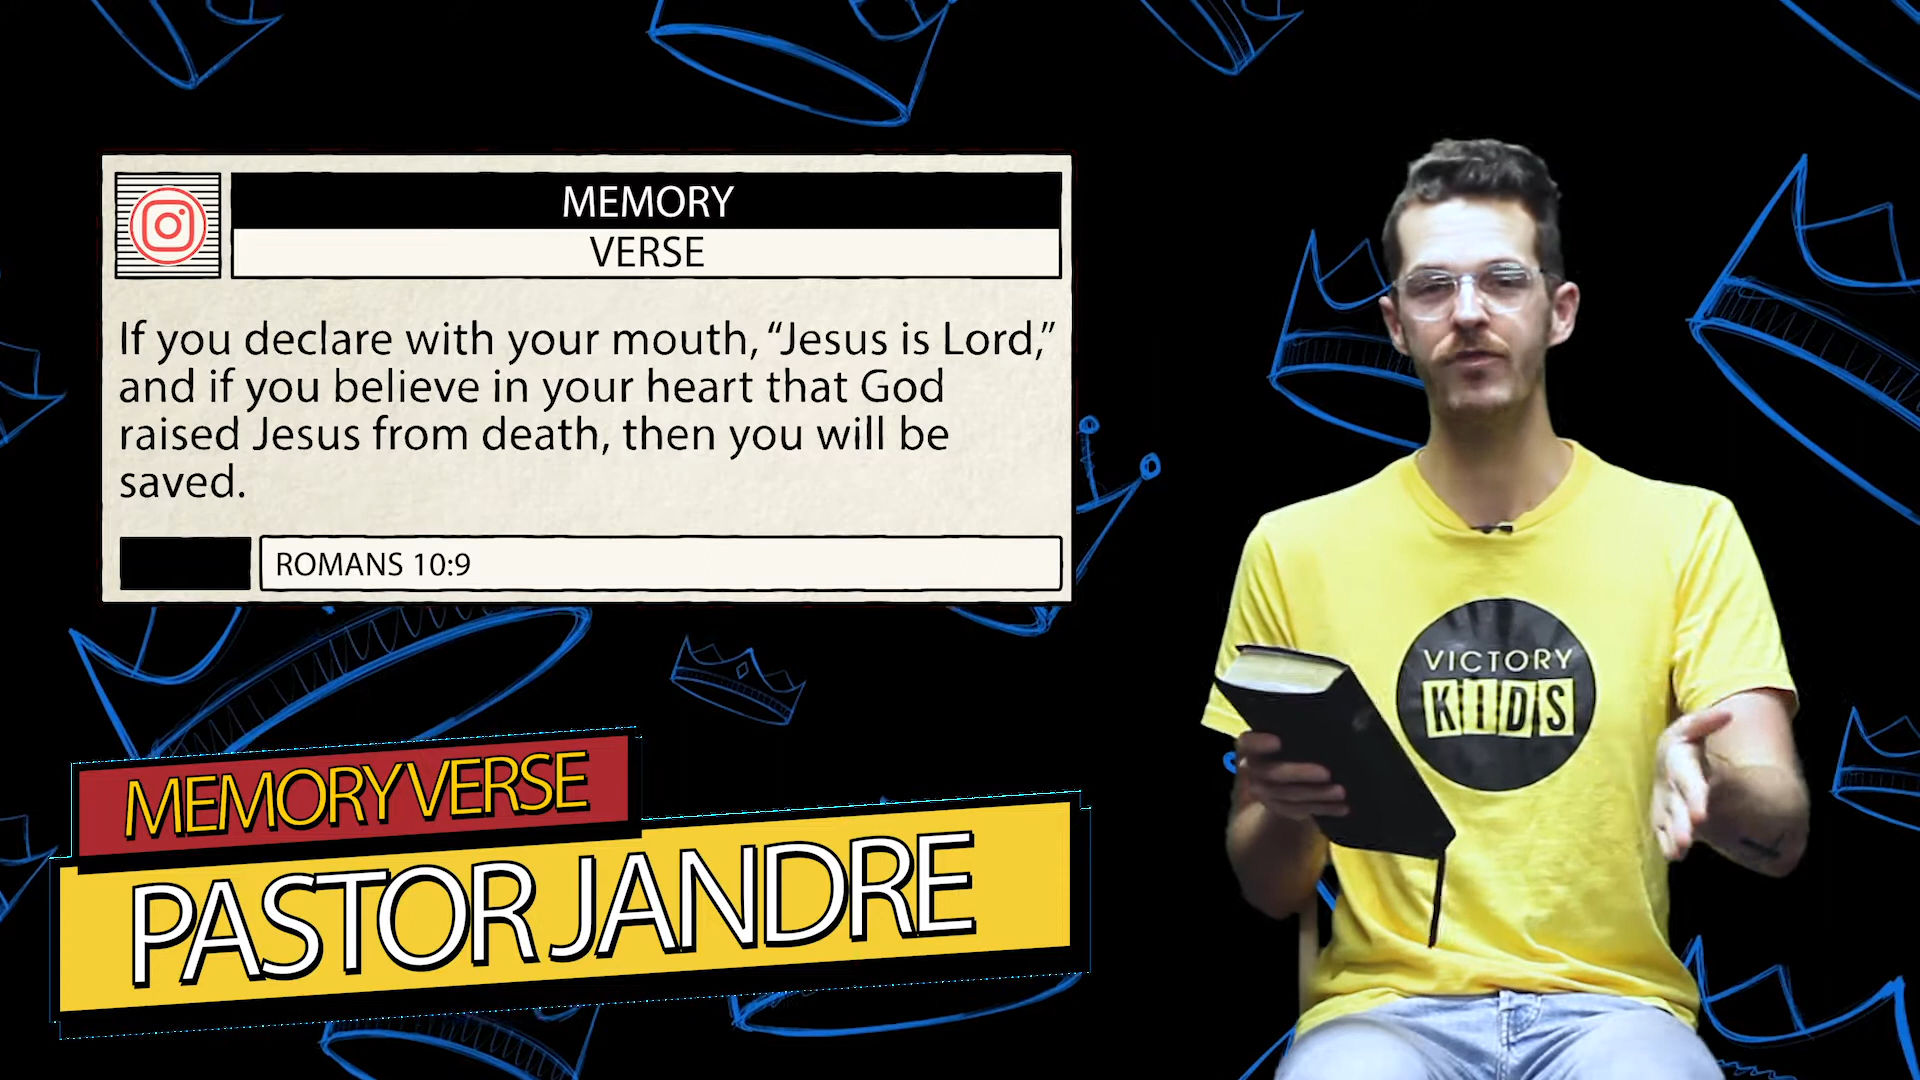 MEMORY
VERSE
If you declare with your mouth, “Jesus is Lord,”
and if you believe in your heart that God
raised Jesus from death, then you will be
saved.
ROMANS 10:9
MEMORY VERSE
PASTOR JANDRE
VICTORY
KIDS